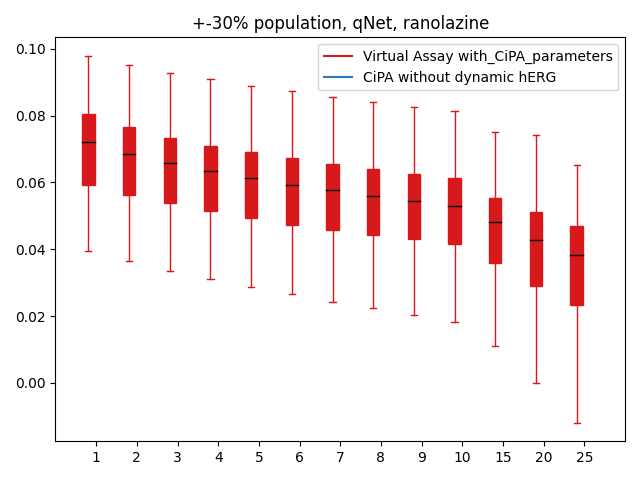 +-30% population, qNet, ranolazine
Virtual Assay with_CiPA_parameters
CiPA without dynamic hERG
0.10
0.08
0.06
0.04
0.02
0.00
1 2 3 4 5 6 7 8 9 10 15 20 25